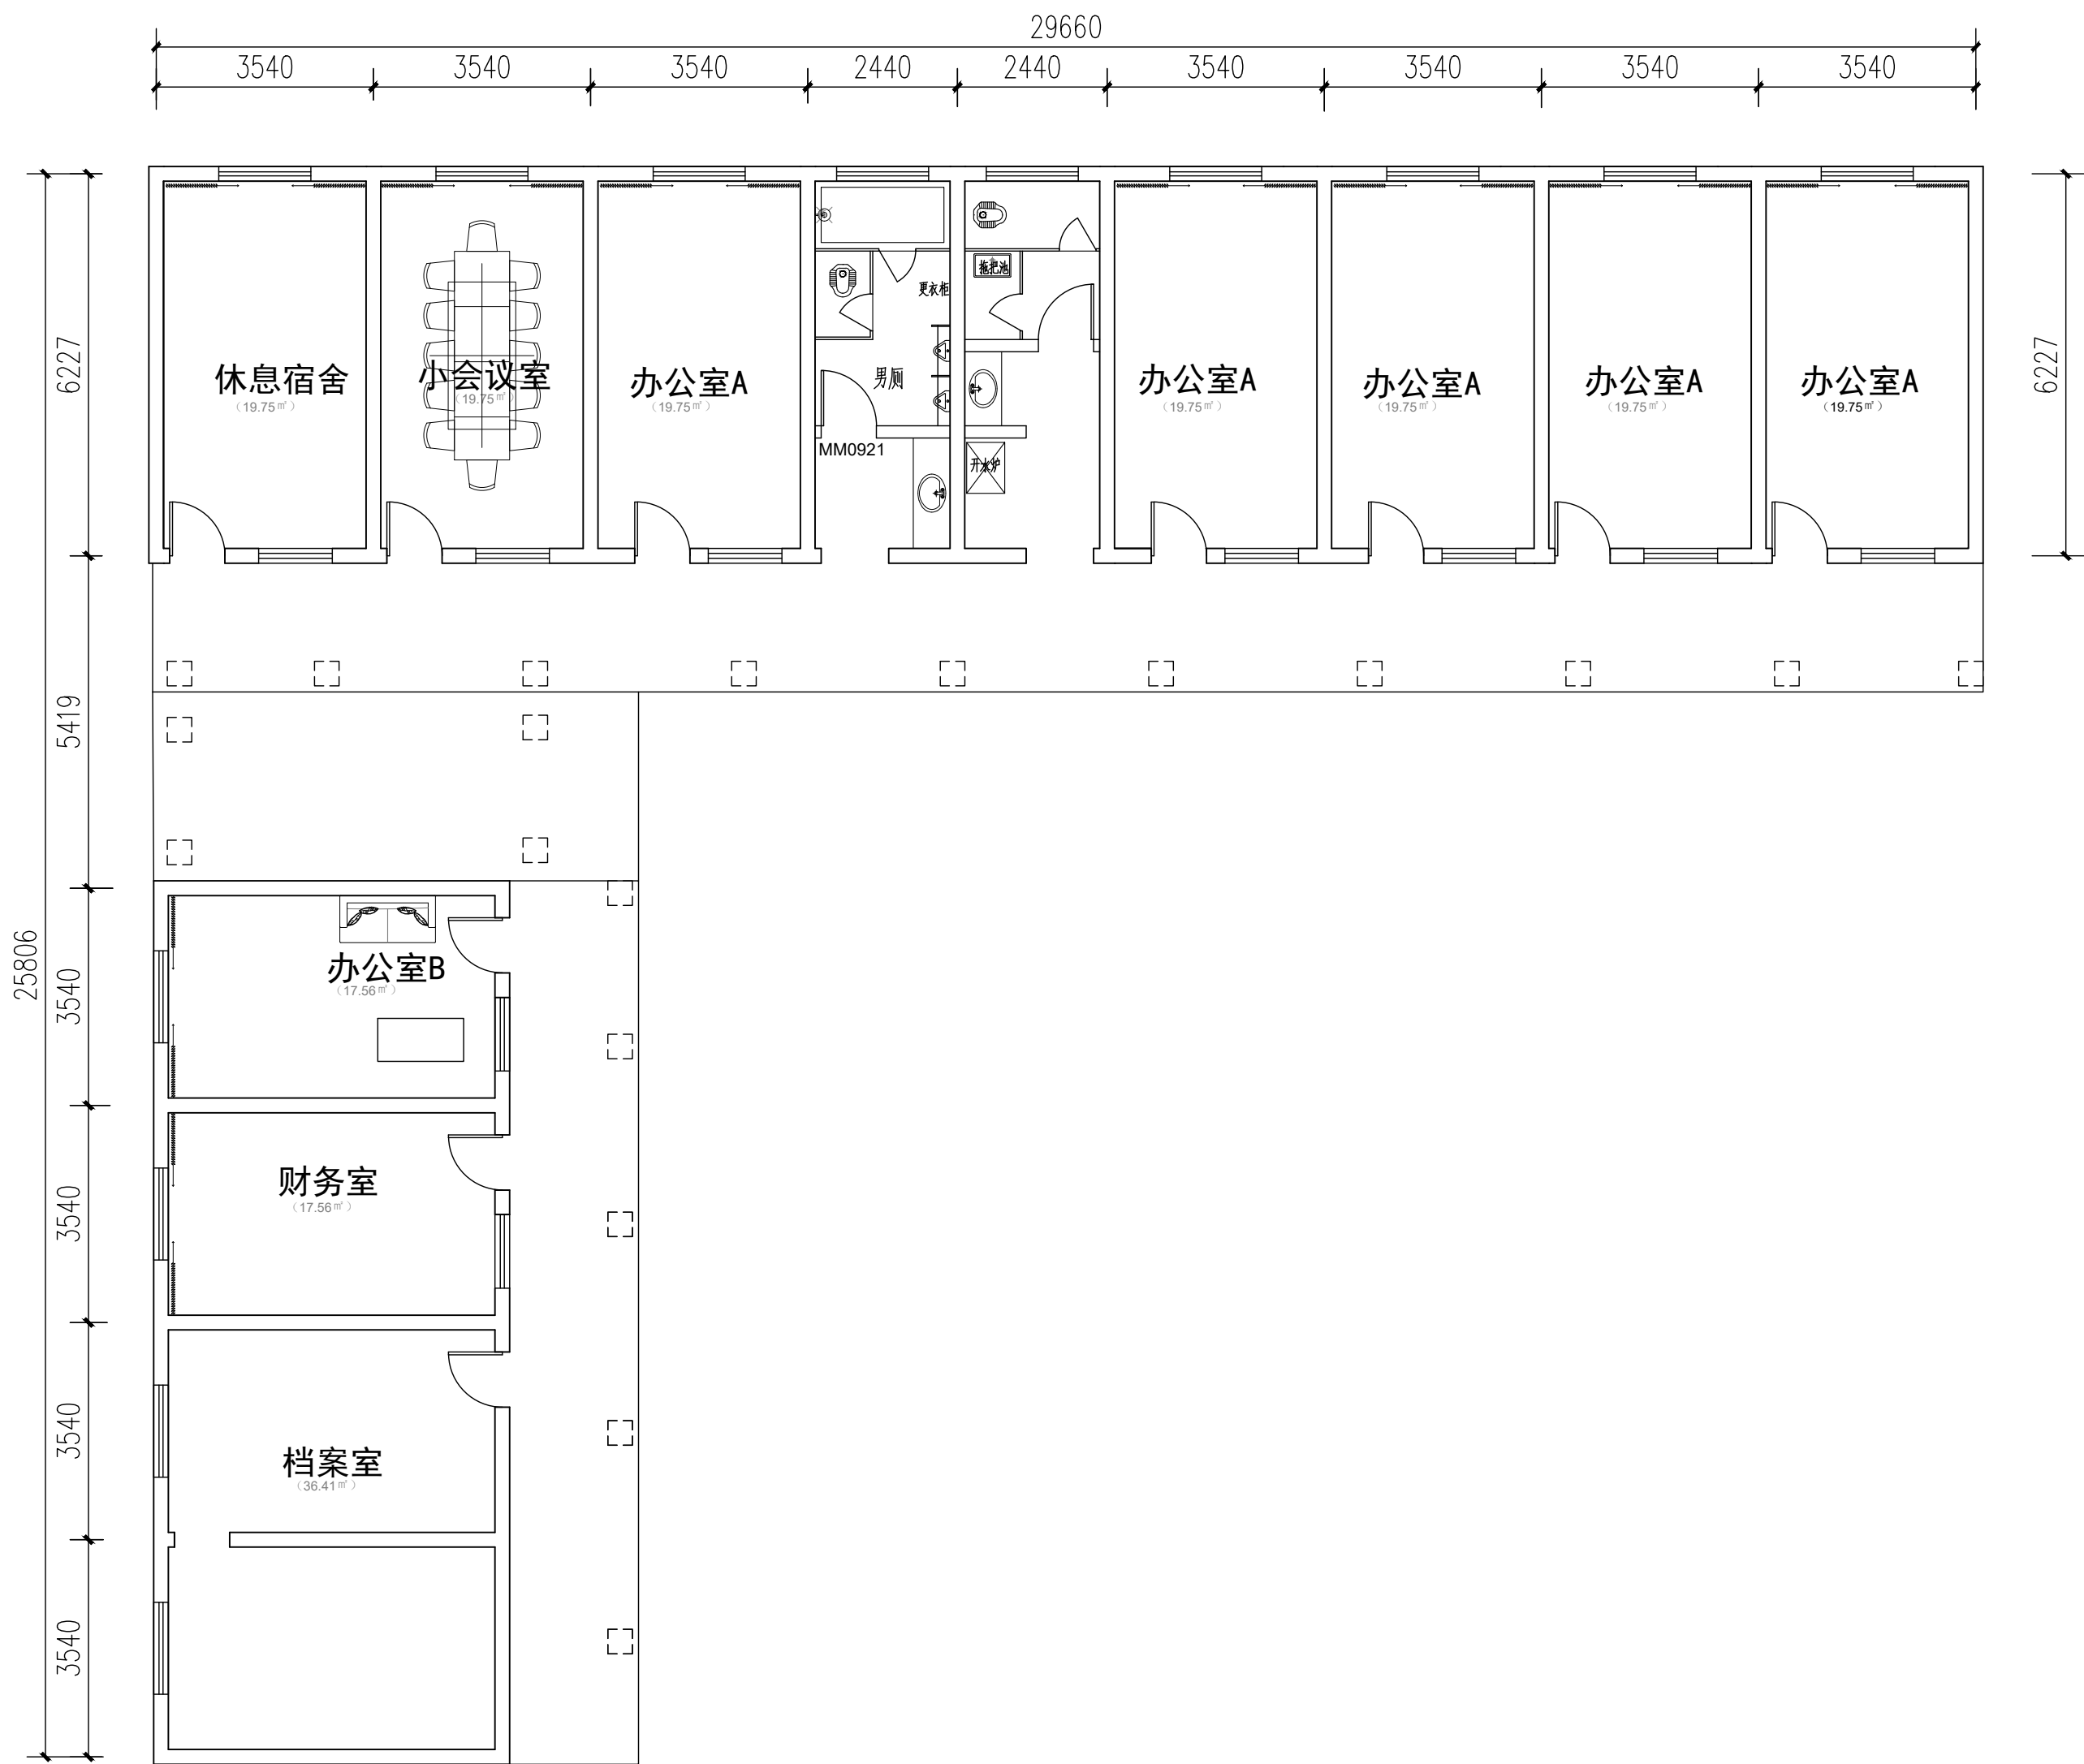 29660
3540 3540 3540 2440 2440 3540 3540 3540 3540
6227
6227
5419
25806
3540
3540
3540
3540
拖把池
更衣柜
休息宿舍
（19.75㎡）
小会议室
（19.75㎡）
办公室A
（19.75㎡）
男厕
MM0921
开水炉
办公室A
（19.75㎡）
办公室A
（19.75㎡）
办公室A
（19.75㎡）
办公室A
（19.75㎡）
办公室B
（17.56㎡）
财务室
（17.56㎡）
档案室
（36.41㎡）